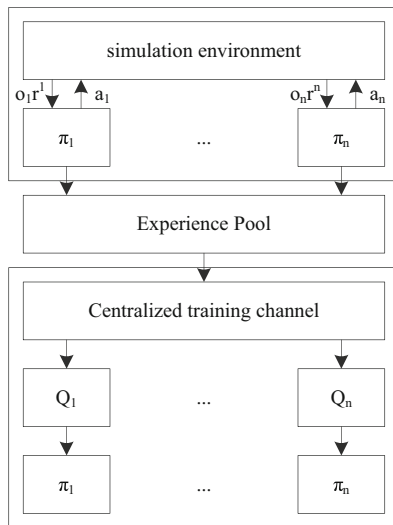 simulation environment
o₁r¹ a₁ oₙrⁿ aₙ
π₁ ... πₙ
Experience Pool
Centralized training channel
Q₁ ... Qₙ
π₁ ... πₙ